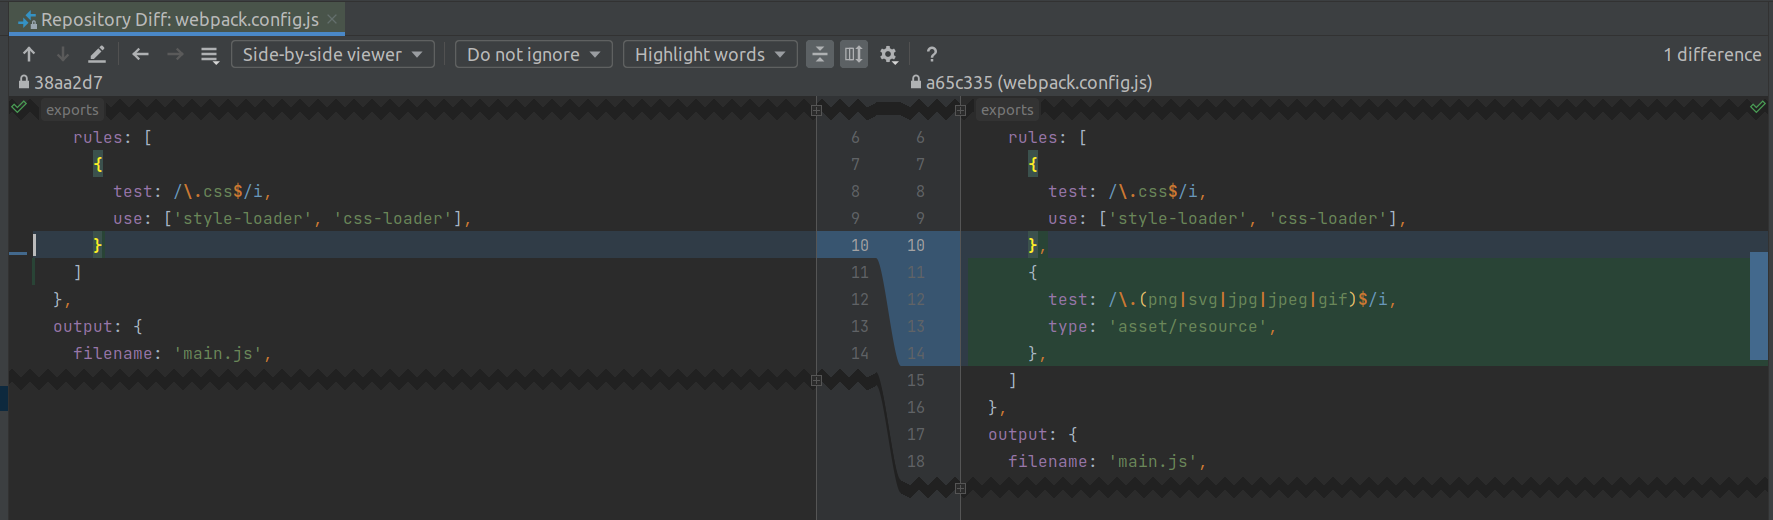 Repository Diff: webpack.config.js
Side-by-side viewer Do not ignore Highlight words ? 1 difference
38aa2d7 a65c335 (webpack.config.js)
exports exports
rules: [ 6 6 rules: [
{ 7 7 {
test: /\.css$/i, 8 8 test: /\.css$/i,
use: ['style-loader', 'css-loader'], 9 9 use: ['style-loader', 'css-loader'],
} 10 10 },
] 11 11 {
}, 12 12 test: /\.(png|svg|jpg|jpeg|gif)$/i,
output: { 13 13 type: 'asset/resource',
filename: 'main.js', 14 14 },
15 ]
16 },
17 output: {
18 filename: 'main.js',